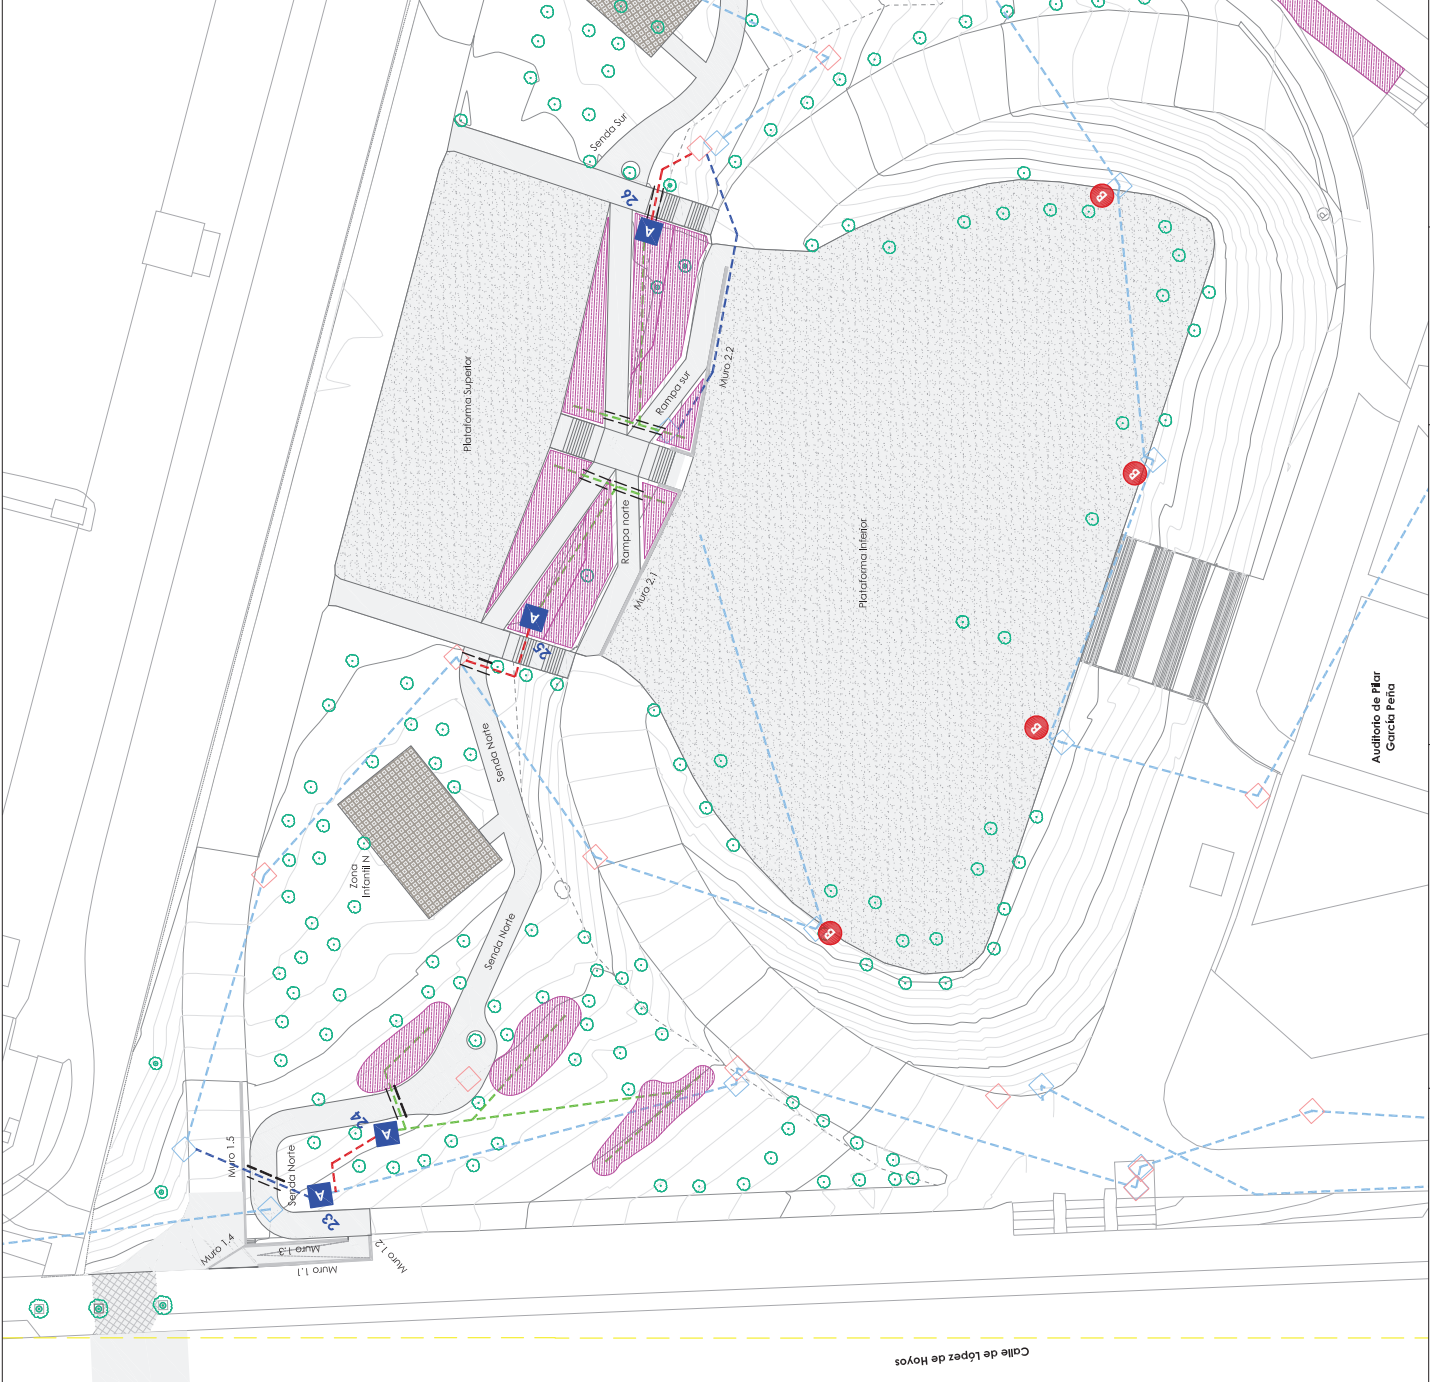 Senda Sur
26
A
B
Plataforma Superior
Muro 2.2
Rampa sur
B
Rampa norte
Plataforma Inferior
Muro 2.1
A
25
Senda Norte
B
Auditorio de Pilar
García Peña
Zona
Infantil N
Senda Norte
B
24
A
Muro 1.5
Senda Norte
A
23
Muro 1.4
Muro 1.3
Muro 1.2
Muro 1.1
Calle de López de Hoyos